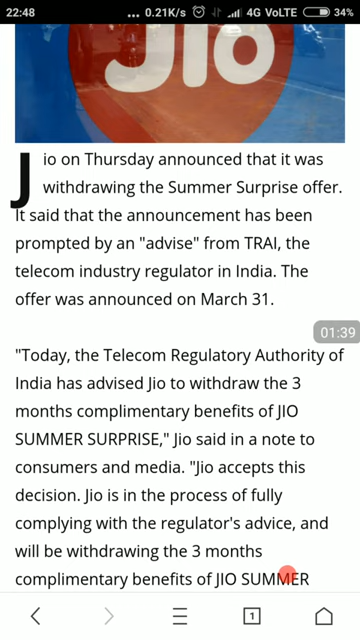 22:48 ... 0.21K/s 4G VoLTE 34%
Jio
Jio on Thursday announced that it was
withdrawing the Summer Surprise offer.
It said that the announcement has been
prompted by an "advise" from TRAI, the
telecom industry regulator in India. The
offer was announced on March 31.
01:39
"Today, the Telecom Regulatory Authority of
India has advised Jio to withdraw the 3
months complimentary benefits of JIO
SUMMER SURPRISE," Jio said in a note to
consumers and media. "Jio accepts this
decision. Jio is in the process of fully
complying with the regulator's advice, and
will be withdrawing the 3 months
complimentary benefits of JIO SUMMER
1